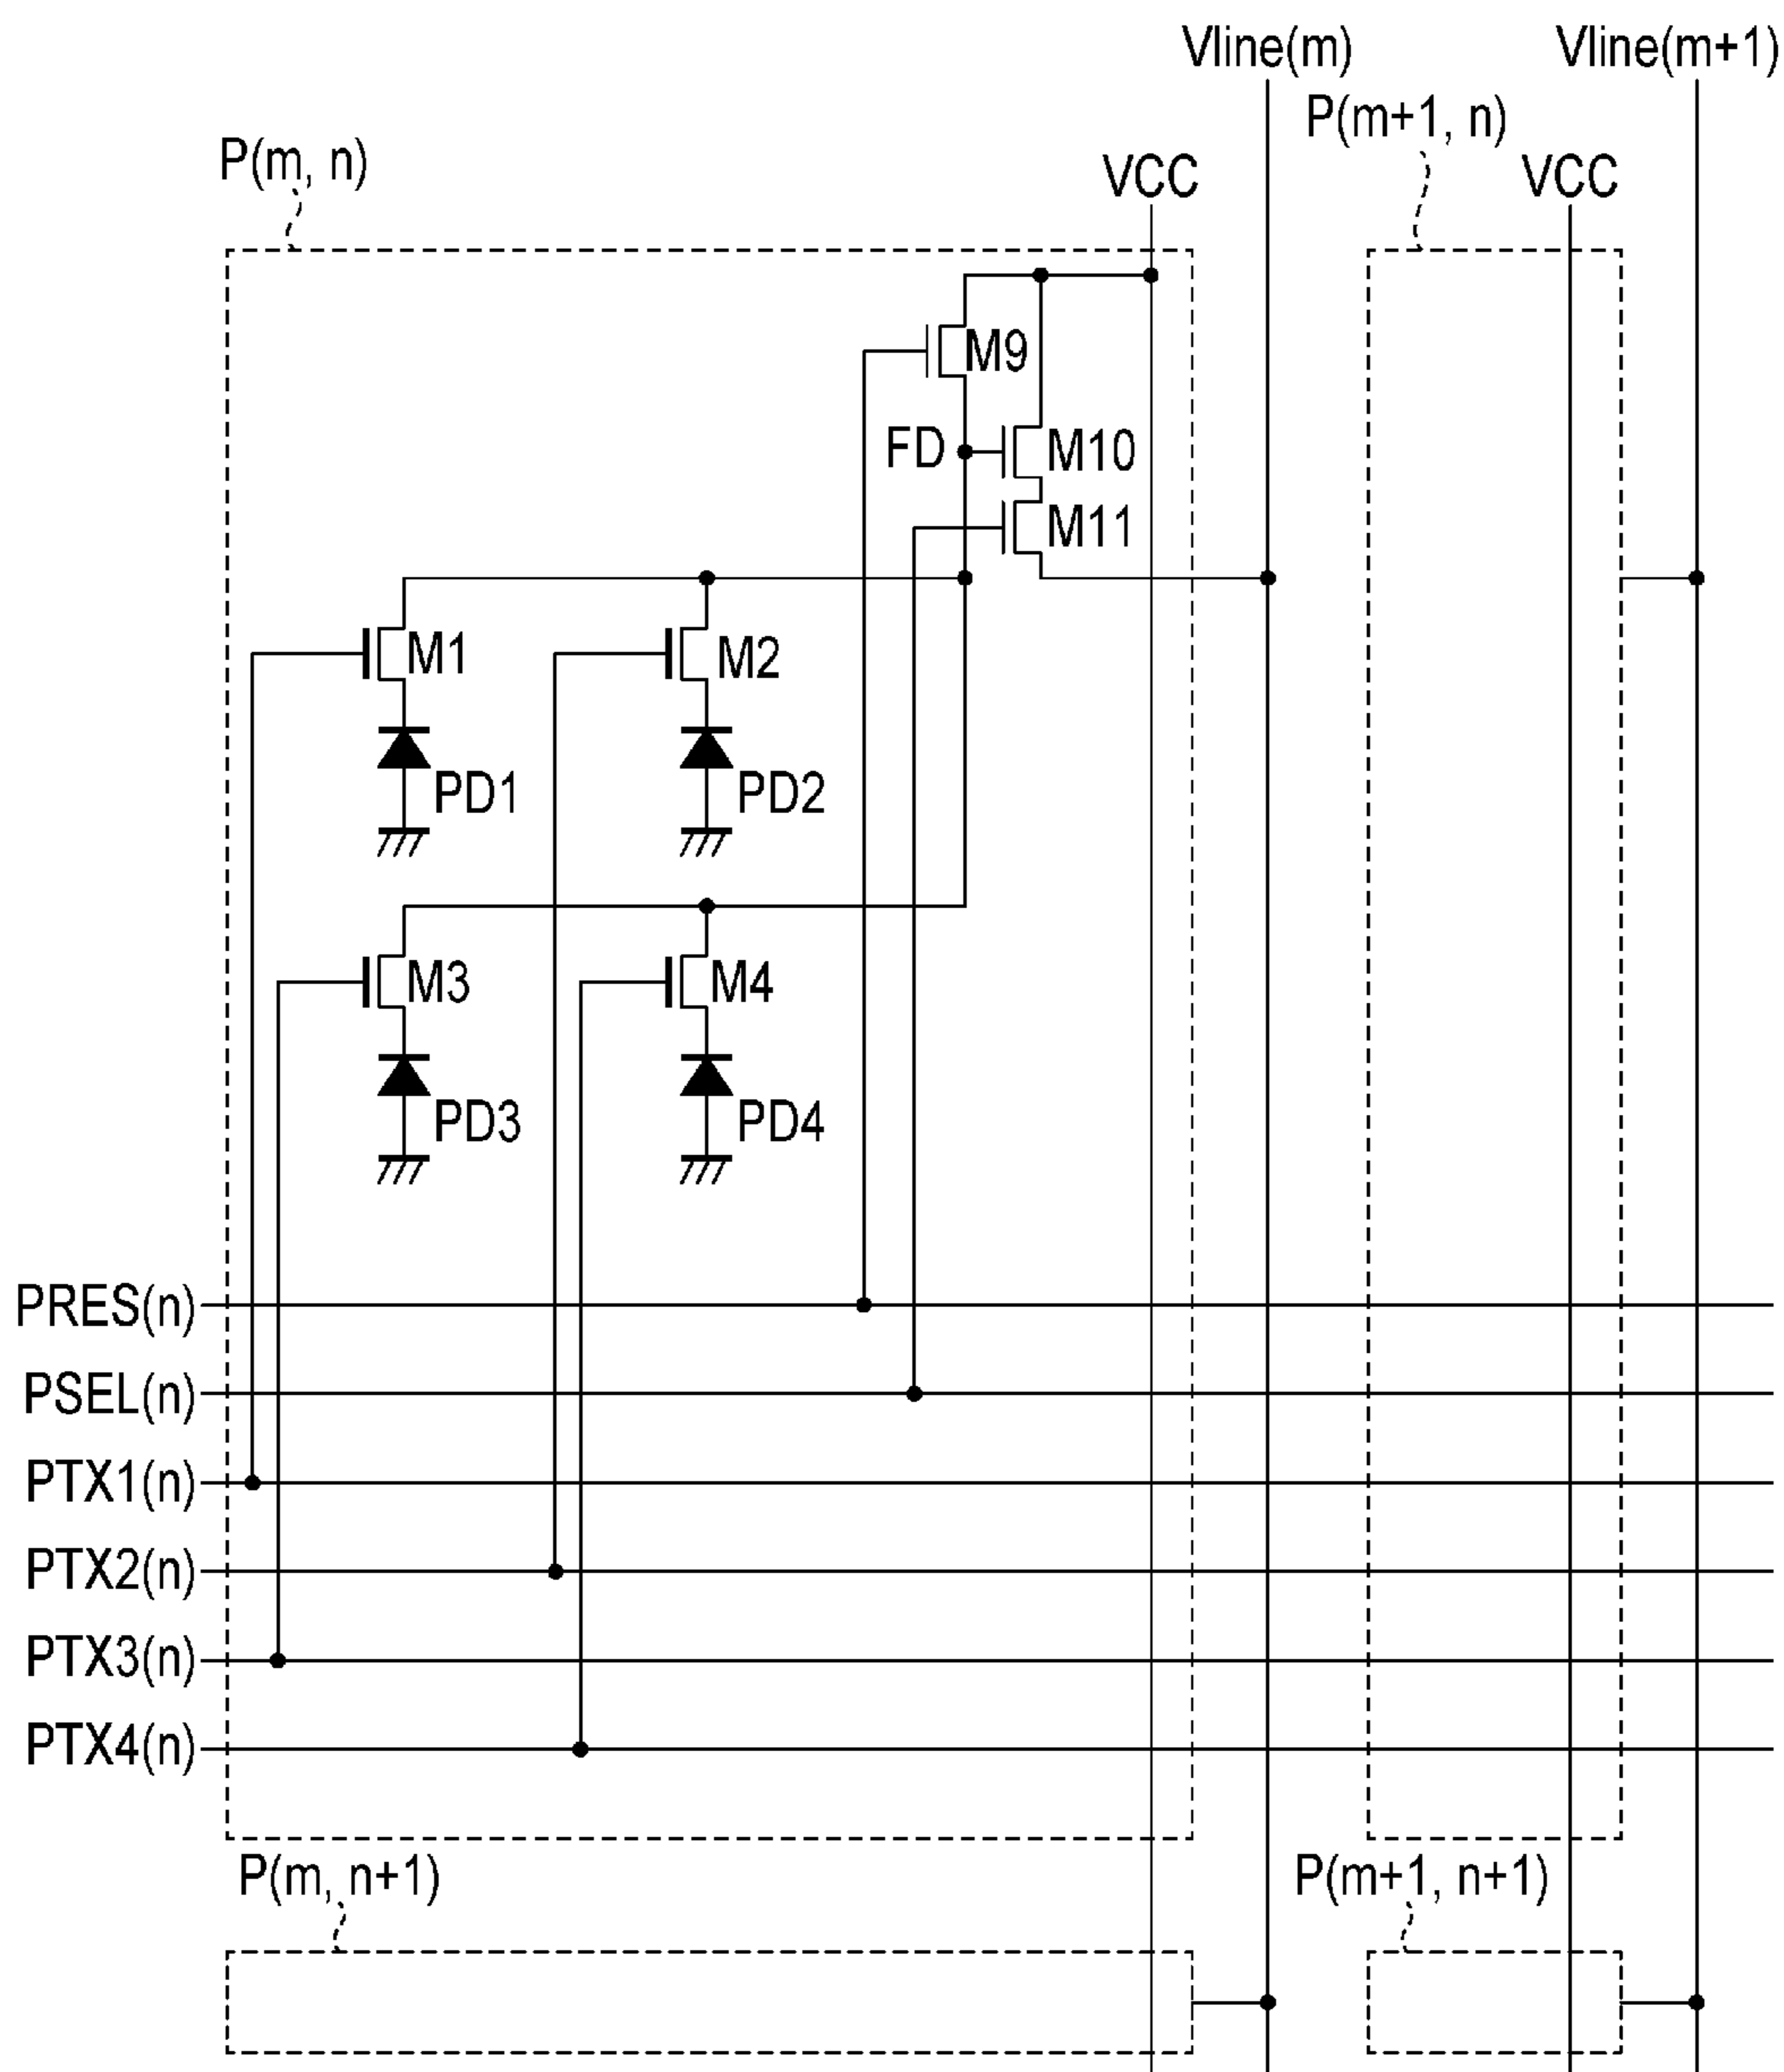 Vline(m)
Vline(m+1)
P(m+1, n)
P(m, n)
VCC
VCC
M9
FD
M10
M11
M1
M2
PD1
PD2
M3
M4
PD3
PD4
PRES(n)
PSEL(n)
PTX1(n)
PTX2(n)
PTX3(n)
PTX4(n)
P(m, n+1)
P(m+1, n+1)